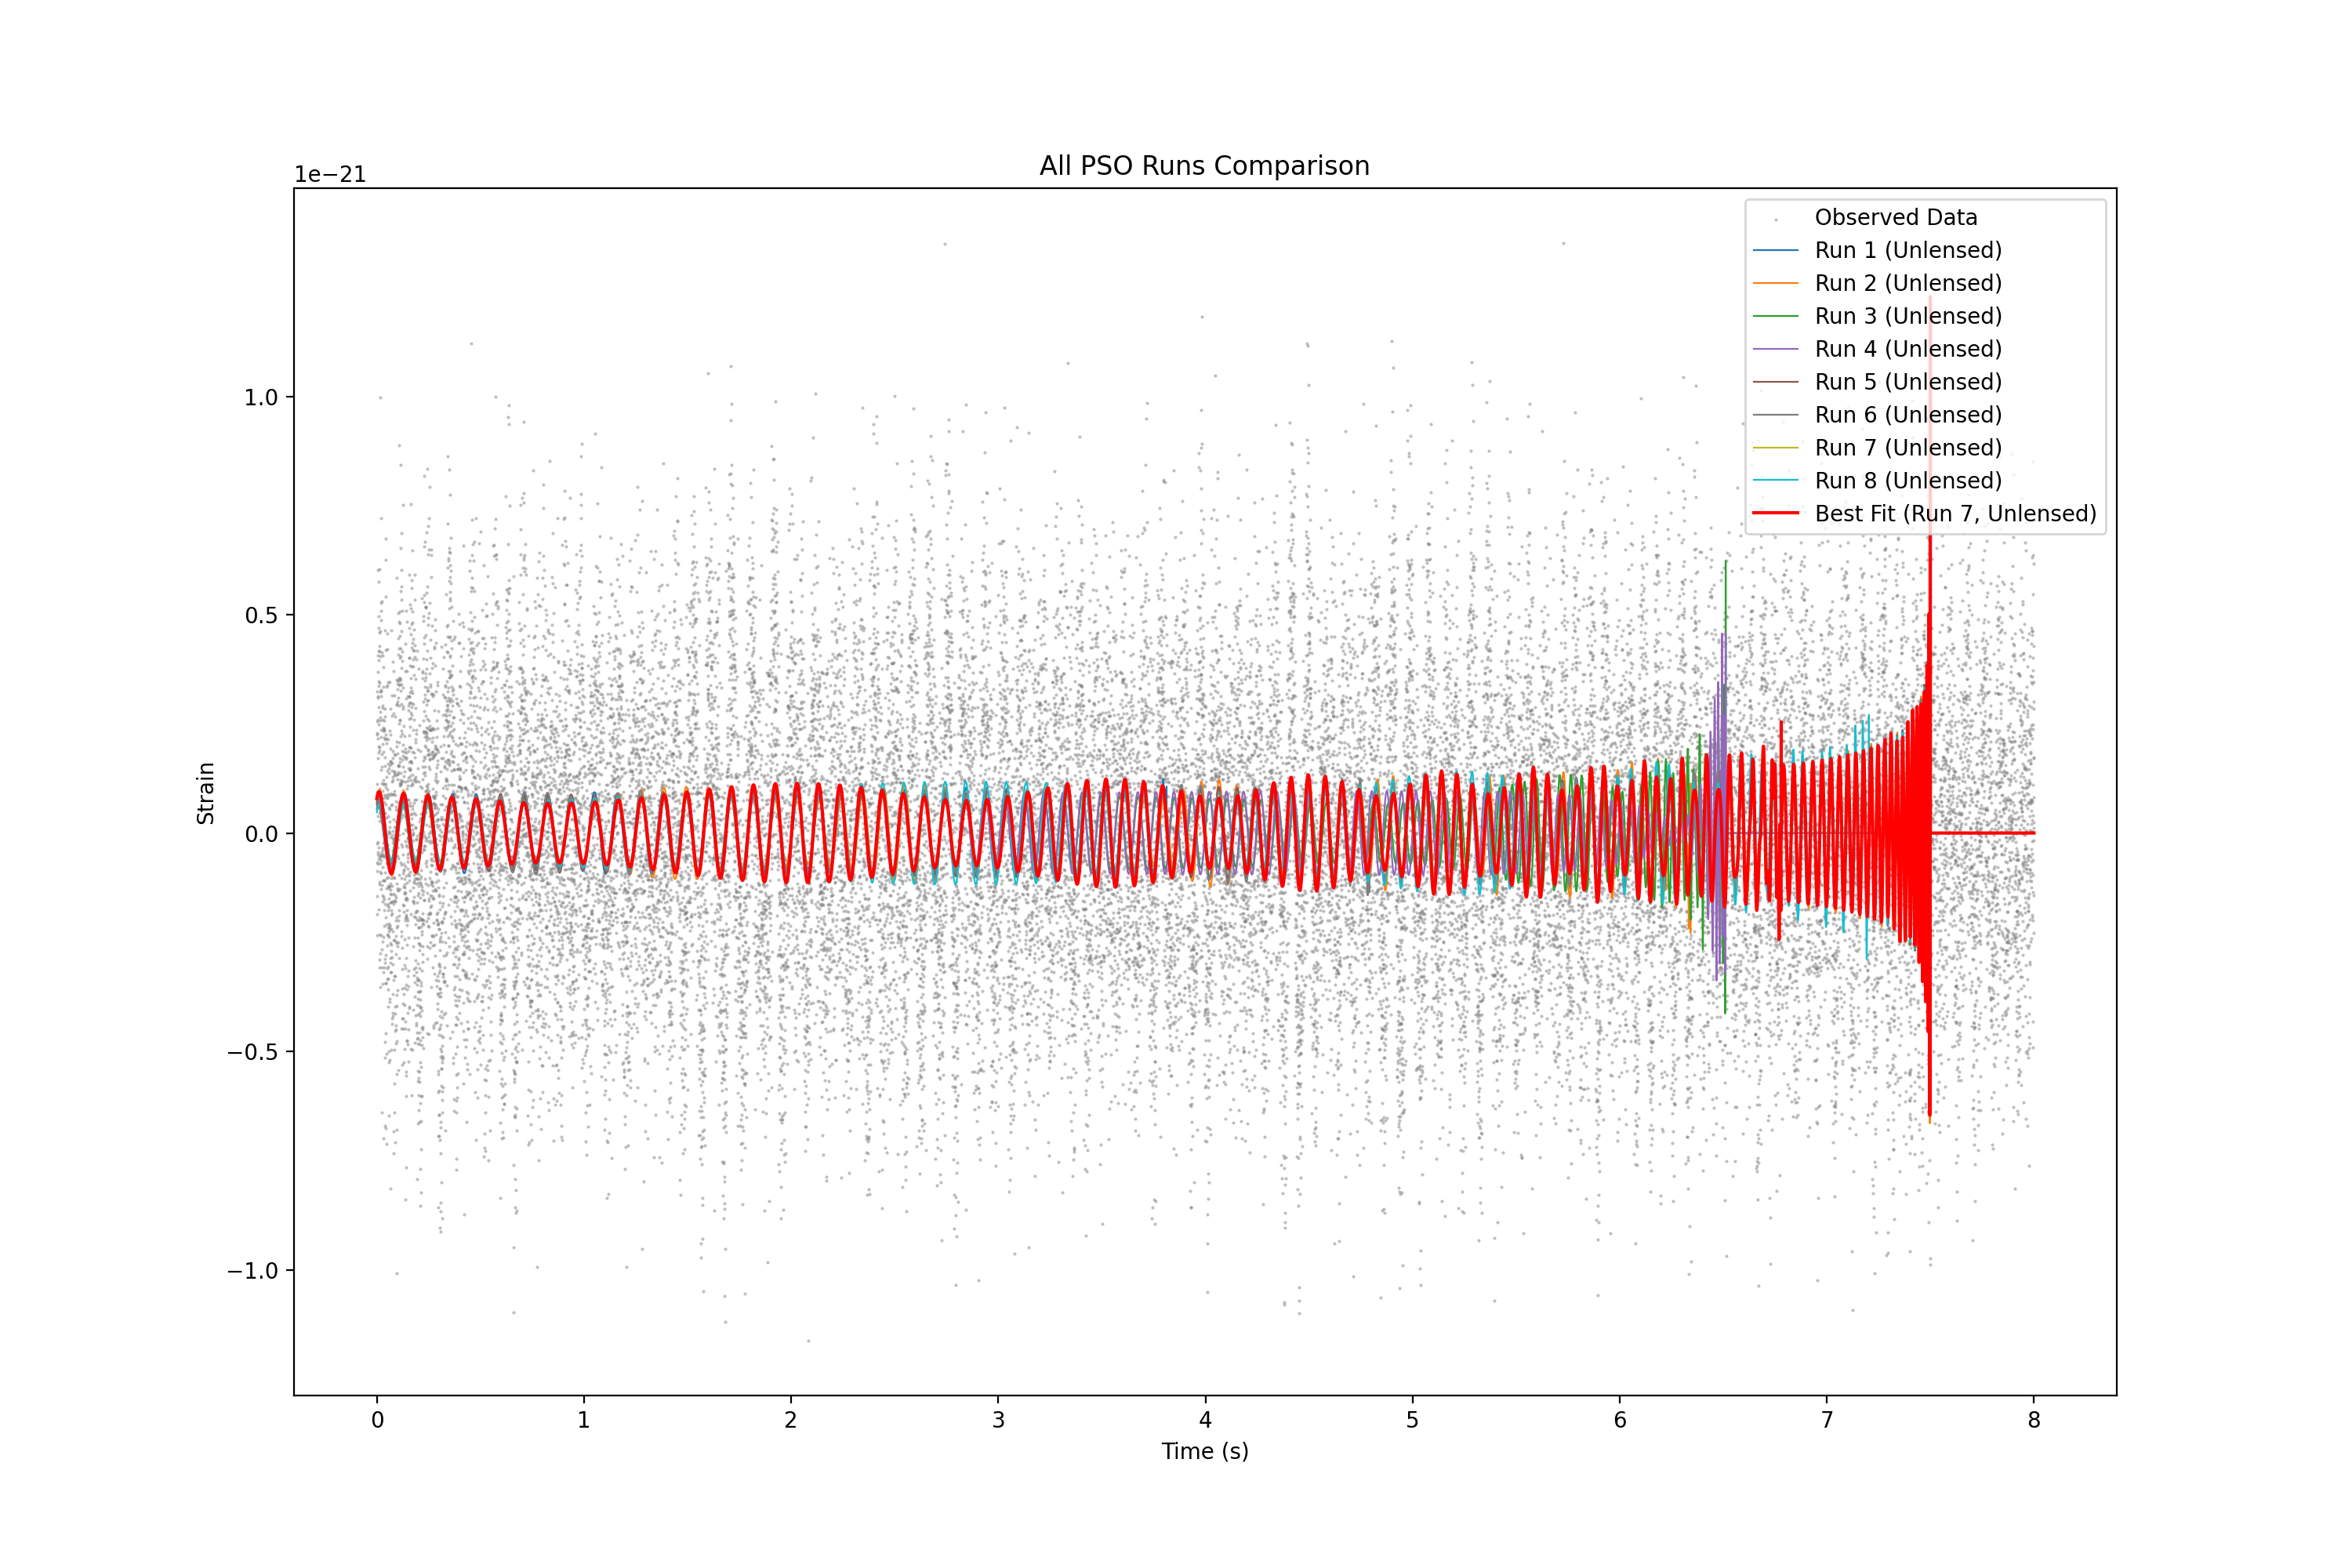 All PSO Runs Comparison
1e−21
Observed Data
Run 1 (Unlensed)
Run 2 (Unlensed)
Run 3 (Unlensed)
Run 4 (Unlensed)
Run 5 (Unlensed)
Run 6 (Unlensed)
Run 7 (Unlensed)
Run 8 (Unlensed)
Best Fit (Run 7, Unlensed)
1.0
0.5
0.0
−0.5
−1.0
Strain
0 1 2 3 4 5 6 7 8
Time (s)